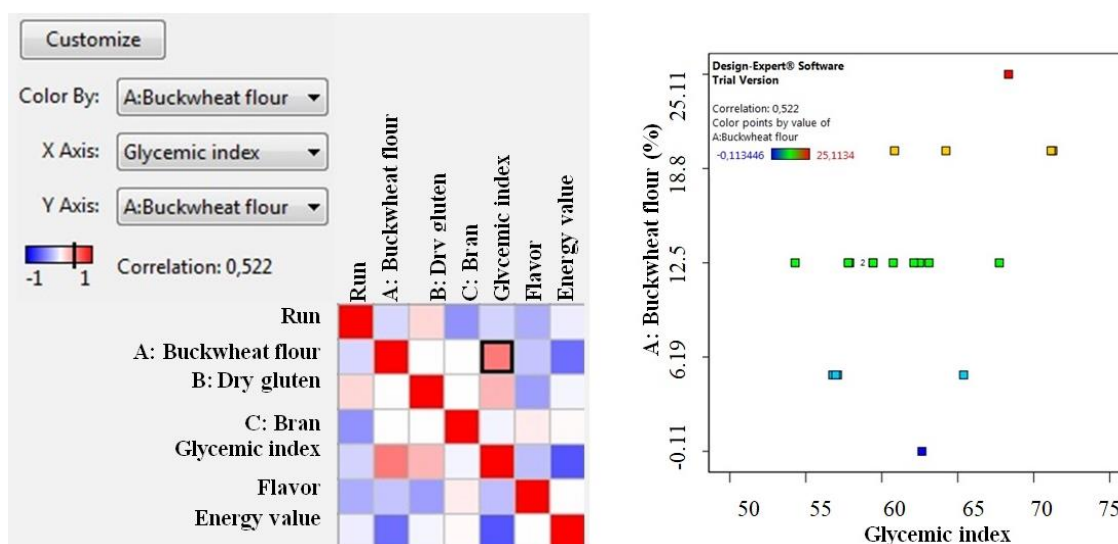 Customize
Color By: A:Buckwheat flour
X Axis: Glycemic index
Y Axis: A:Buckwheat flour
-1 1 Correlation: 0,522
Run
A: Buckwheat flour
B: Dry gluten
C: Bran
Glycemic index
Flavor
Energy value
Run
A: Buckwheat flour
B: Dry gluten
C: Bran
Glycemic index
Flavor
Energy value
Design-Expert® Software
Trial Version
Correlation: 0,522
Color points by value of
A:Buckwheat flour
-0,113446 25,1134
A: Buckwheat flour (%)
25.11
18.8
12.5
6.19
-0.11
2
50 55 60 65 70 75
Glycemic index